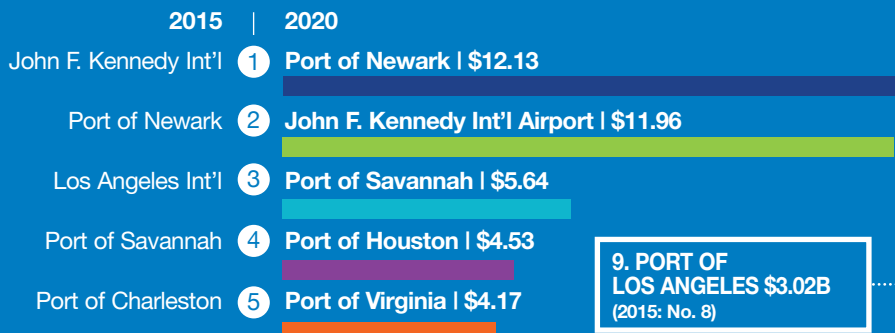 2015 | 2020
John F. Kennedy Int'l 1 Port of Newark | $12.13
Port of Newark 2 John F. Kennedy Int'l Airport | $11.96
Los Angeles Int'l 3 Port of Savannah | $5.64
Port of Savannah 4 Port of Houston | $4.53
Port of Charleston 5 Port of Virginia | $4.17
9. PORT OF
LOS ANGELES $3.02B
(2015: No. 8)